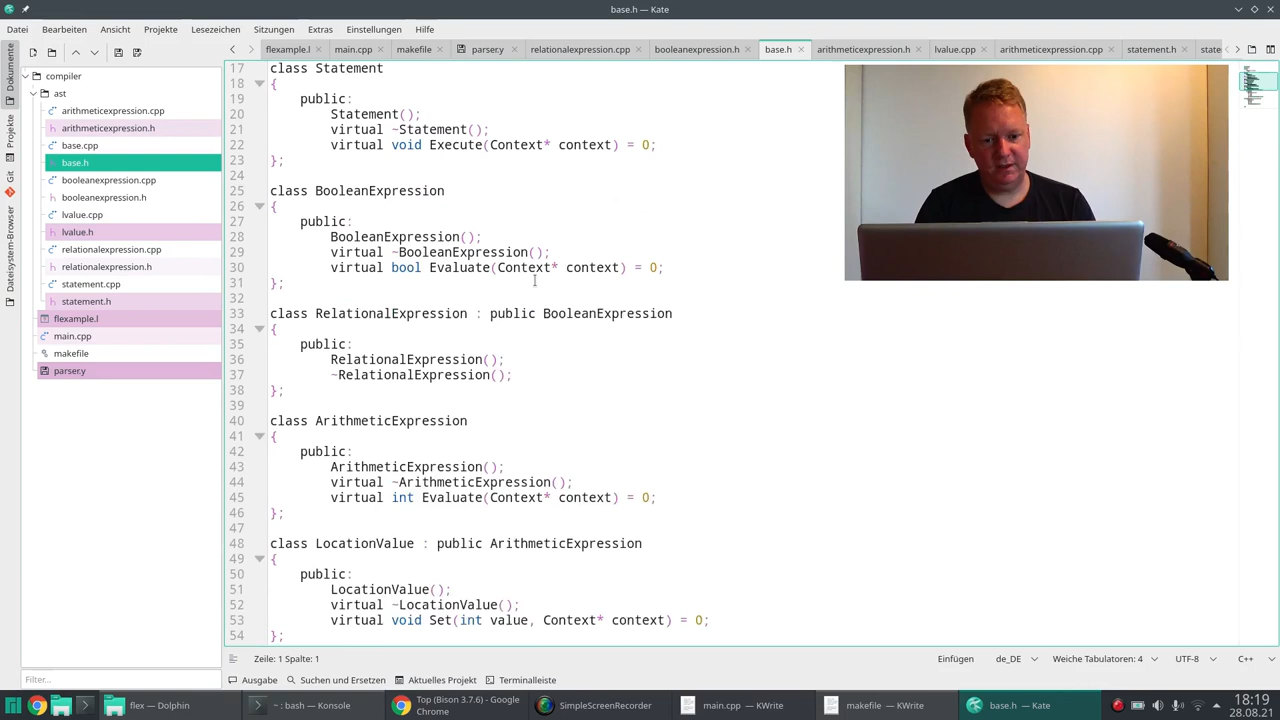 base.h — Kate
Datei Bearbeiten Ansicht Projekte Lesezeichen Sitzungen Extras Einstellungen Hilfe
flexample.l main.cpp makefile parser.y relationalexpression.cpp booleanexpression.h base.h arithmeticexpression.h lvalue.cpp arithmeticexpression.cpp statement.h state
Dokumente
Projekte
Git
Dateisystem-Browser
compiler
ast
arithmeticexpression.cpp
arithmeticexpression.h
base.cpp
base.h
booleanexpression.cpp
booleanexpression.h
lvalue.cpp
lvalue.h
relationalexpression.cpp
relationalexpression.h
statement.cpp
statement.h
flexample.l
main.cpp
makefile
parser.y
Filter...
17 class Statement
18 {
19 public:
20 Statement();
21 virtual ~Statement();
22 virtual void Execute(Context* context) = 0;
23 };
24
25 class BooleanExpression
26 {
27 public:
28 BooleanExpression();
29 virtual ~BooleanExpression();
30 virtual bool Evaluate(Context* context) = 0;
31 };
32
33 class RelationalExpression : public BooleanExpression
34 {
35 public:
36 RelationalExpression();
37 ~RelationalExpression();
38 };
39
40 class ArithmeticExpression
41 {
42 public:
43 ArithmeticExpression();
44 virtual ~ArithmeticExpression();
45 virtual int Evaluate(Context* context) = 0;
46 };
47
48 class LocationValue : public ArithmeticExpression
49 {
50 public:
51 LocationValue();
52 virtual ~LocationValue();
53 virtual void Set(int value, Context* context) = 0;
54 };
Zeile: 1 Spalte: 1 Einfügen de_DE Weiche Tabulatoren: 4 UTF-8 C++
Ausgabe Suchen und Ersetzen Aktuelles Projekt Terminalleiste
flex — Dolphin
~ : bash — Konsole
Top (Bison 3.7.6) - Google Chrome
SimpleScreenRecorder
main.cpp — KWrite
makefile — KWrite
base.h — Kate
18:19
28.08.21